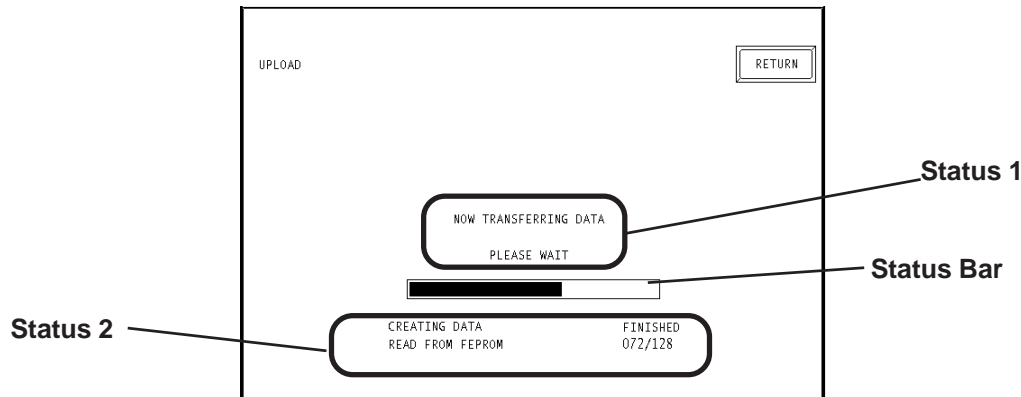 UPLOAD
RETURN
Status 1
NOW TRANSFERRING DATA
PLEASE WAIT
Status Bar
Status 2
CREATING DATA FINISHED
READ FROM FEPROM 072/128